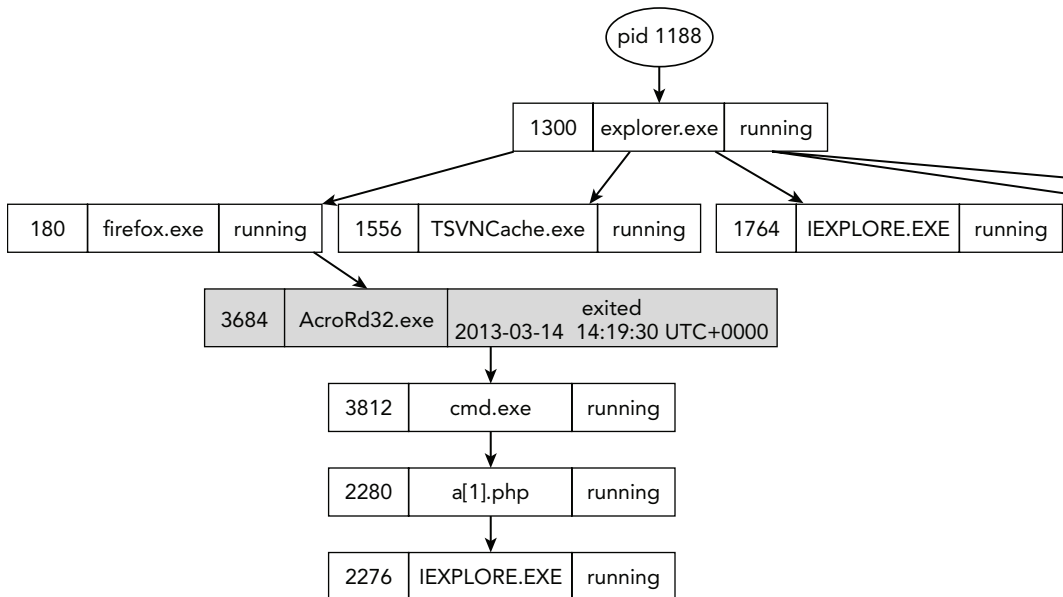 pid 1188
1300 explorer.exe running
180 firefox.exe running 1556 TSVNCache.exe running 1764 IEXPLORE.EXE running
3684 AcroRd32.exe exited
2013-03-14 14:19:30 UTC+0000
3812 cmd.exe running
2280 a[1].php running
2276 IEXPLORE.EXE running